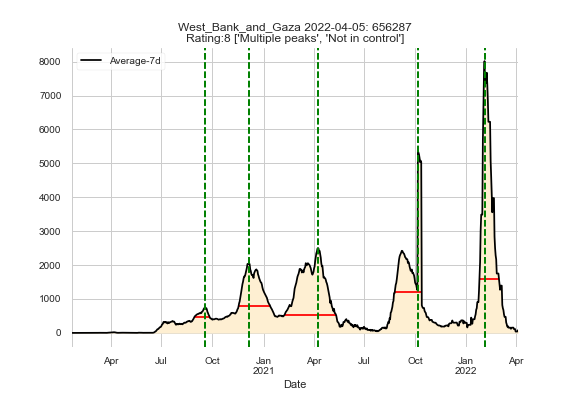 West_Bank_and_Gaza 2022-04-05: 656287
Rating:8 ['Multiple peaks', 'Not in control']
Average-7d
8000
7000
6000
5000
4000
3000
2000
1000
0
Apr Jul Oct Jan Apr Jul Oct Jan Apr
2021 2022
Date